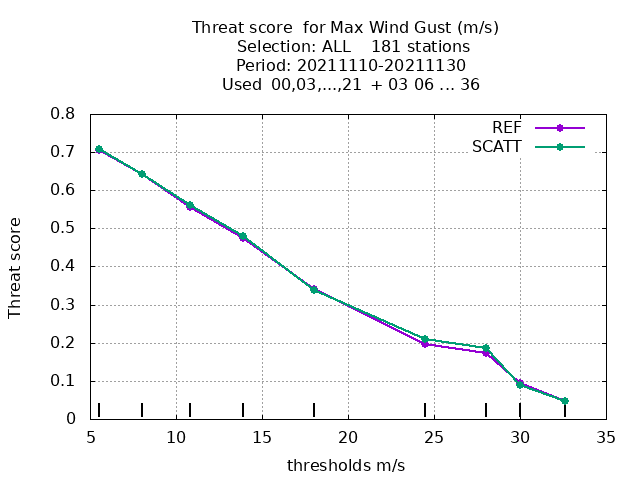 Threat score  for Max Wind Gust (m/s)
Selection: ALL    181 stations
Period: 20211110-20211130
Used  00,03,...,21  + 03 06 ... 36
REF
SCATT
0.8
0.7
0.6
0.5
0.4
0.3
0.2
0.1
0
Threat score
5 10 15 20 25 30 35
thresholds m/s